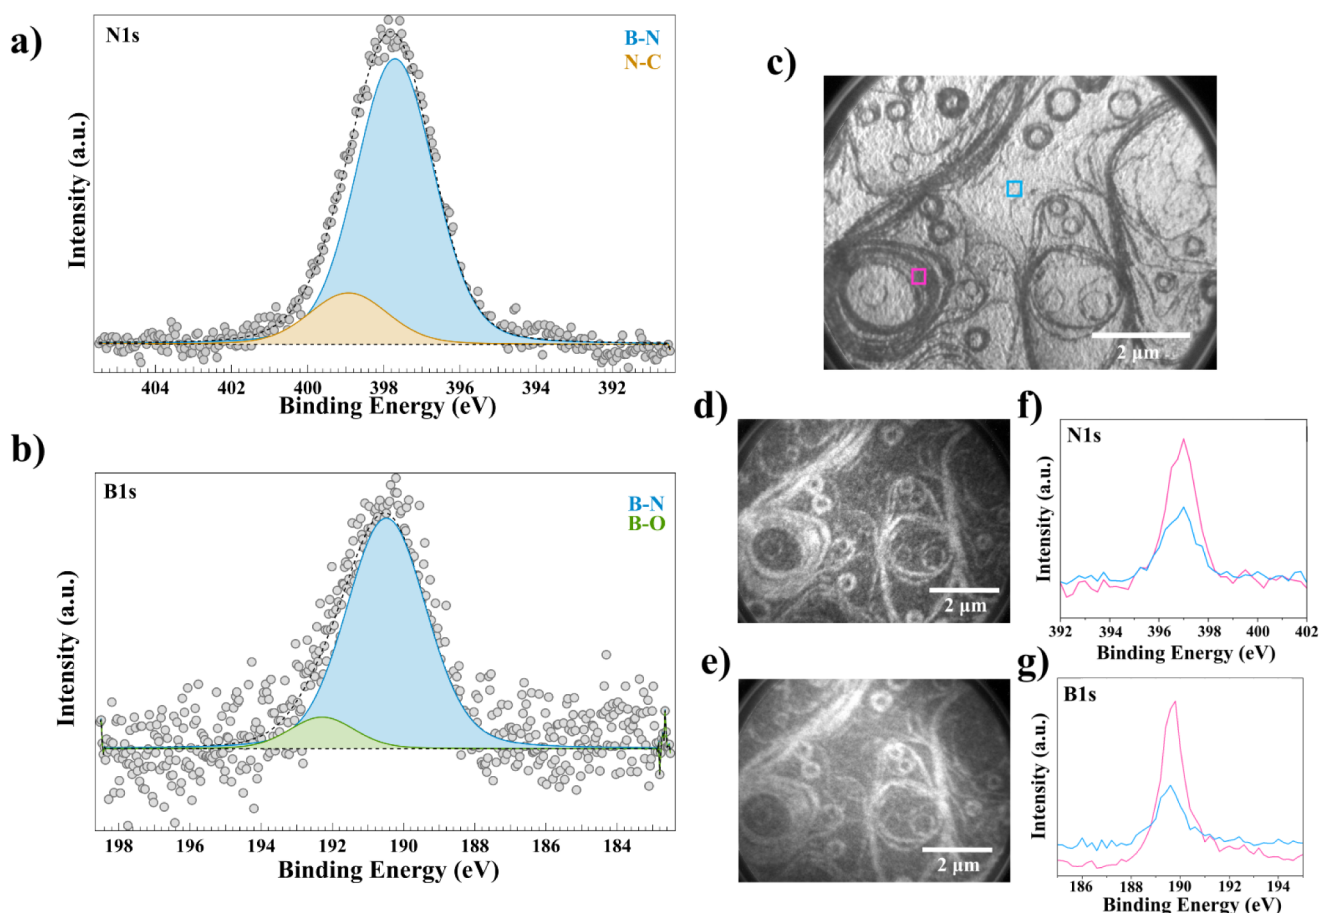 a)
N1s
B-N
N-C
Intensity (a.u.)
404 402 400 398 396 394 392
Binding Energy (eV)
b)
B1s
B-N
B-O
Intensity (a.u.)
198 196 194 192 190 188 186 184
Binding Energy (eV)
c)
2 µm
d)
2 µm
e)
2 µm
f)
N1s
Intensity (a.u.)
392 394 396 398 400 402
Binding Energy (eV)
g)
B1s
Intensity (a.u.)
186 188 190 192 194
Binding Energy (eV)